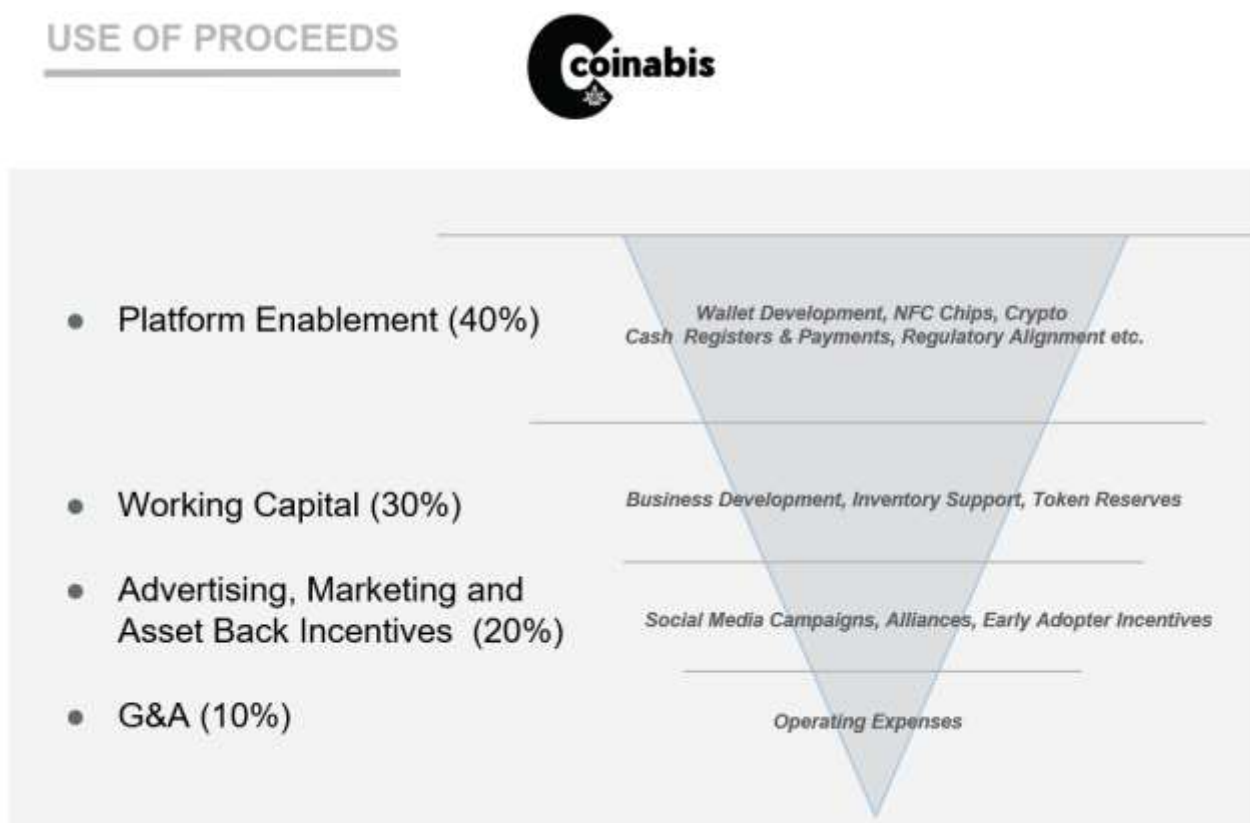 USE OF PROCEEDS
coinabis
Platform Enablement (40%)
Wallet Development, NFC Chips, Crypto
Cash Registers & Payments, Regulatory Alignment etc.
Working Capital (30%)
Business Development, Inventory Support, Token Reserves
Advertising, Marketing and
Asset Back Incentives (20%)
Social Media Campaigns, Alliances, Early Adopter Incentives
G&A (10%)
Operating Expenses